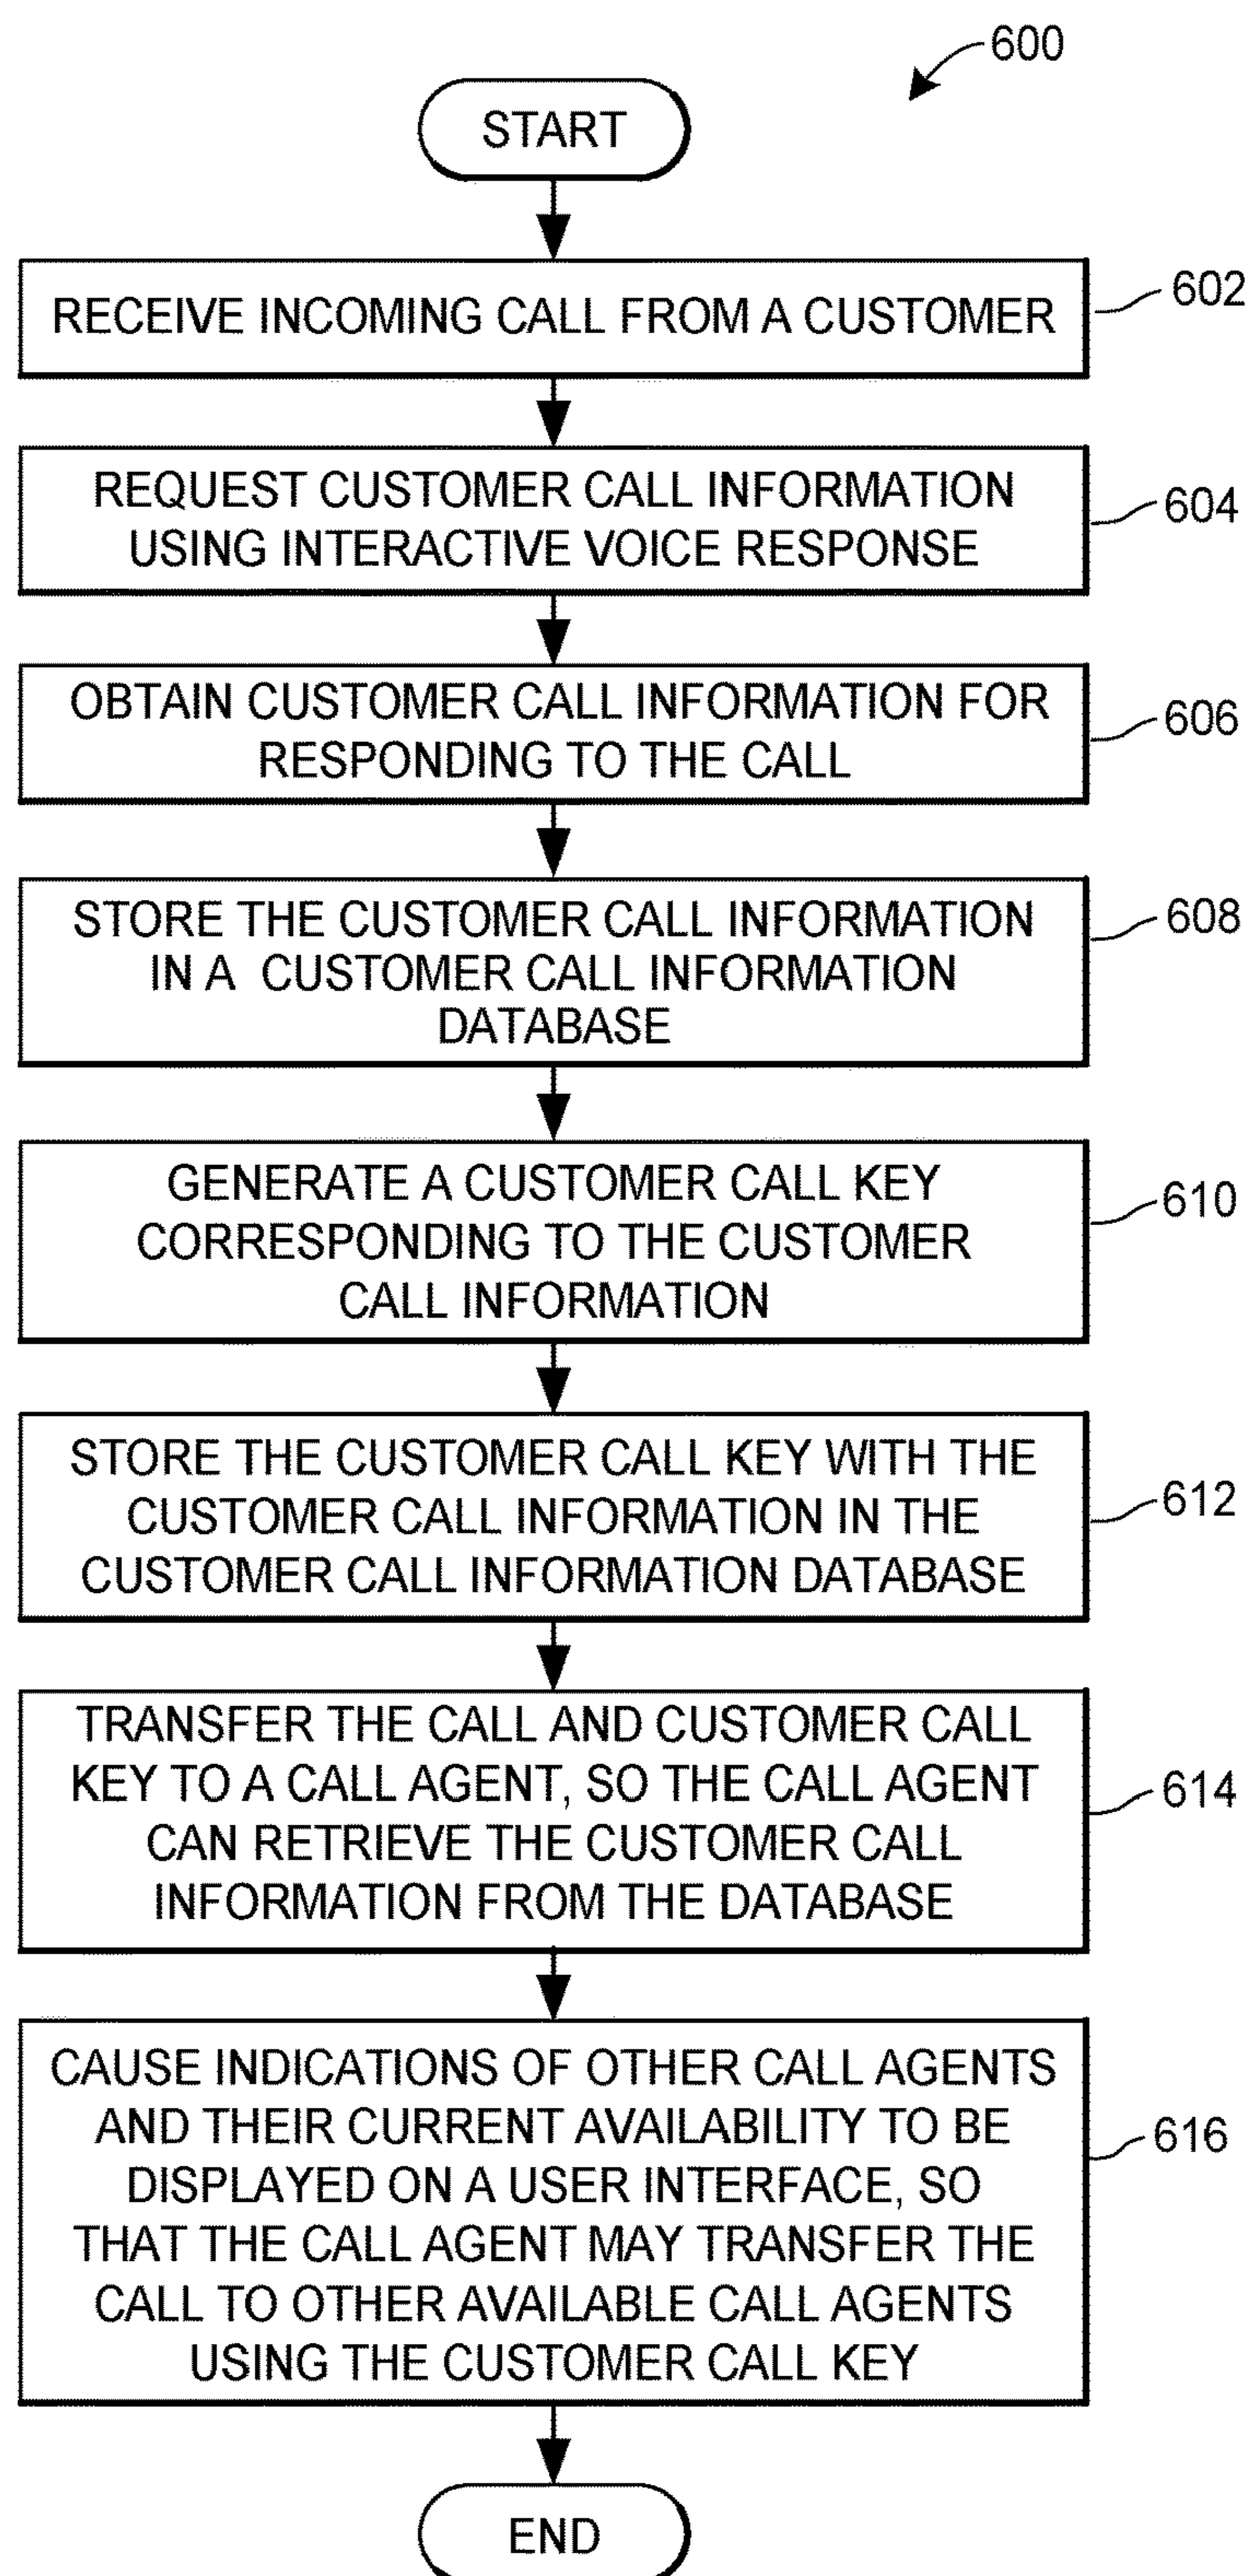 600
START
RECEIVE INCOMING CALL FROM A CUSTOMER
602
REQUEST CUSTOMER CALL INFORMATION
USING INTERACTIVE VOICE RESPONSE
604
OBTAIN CUSTOMER CALL INFORMATION FOR
RESPONDING TO THE CALL
606
STORE THE CUSTOMER CALL INFORMATION
IN A CUSTOMER CALL INFORMATION
DATABASE
608
GENERATE A CUSTOMER CALL KEY
CORRESPONDING TO THE CUSTOMER
CALL INFORMATION
610
STORE THE CUSTOMER CALL KEY WITH THE
CUSTOMER CALL INFORMATION IN THE
CUSTOMER CALL INFORMATION DATABASE
612
TRANSFER THE CALL AND CUSTOMER CALL
KEY TO A CALL AGENT, SO THE CALL AGENT
CAN RETRIEVE THE CUSTOMER CALL
INFORMATION FROM THE DATABASE
614
CAUSE INDICATIONS OF OTHER CALL AGENTS
AND THEIR CURRENT AVAILABILITY TO BE
DISPLAYED ON A USER INTERFACE, SO
THAT THE CALL AGENT MAY TRANSFER THE
CALL TO OTHER AVAILABLE CALL AGENTS
USING THE CUSTOMER CALL KEY
616
END